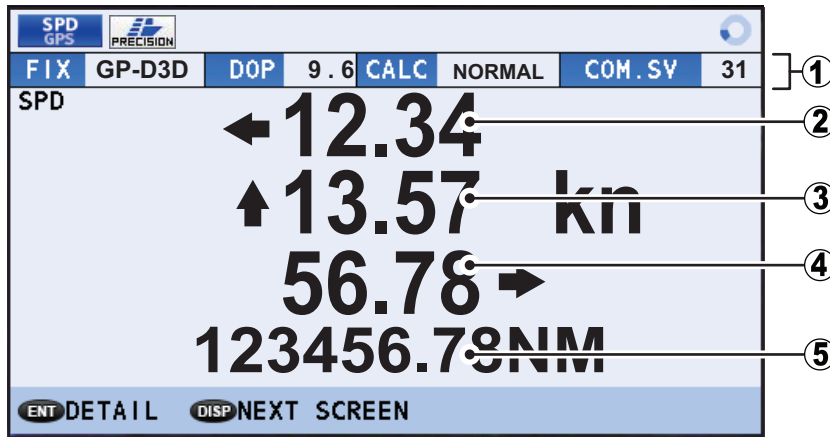 SPD
GPS
PRECISION
FIX GP-D3D DOP 9.6 CALC NORMAL COM.SV 31
1
SPD
12.34
2
13.57 kn
3
56.78
4
123456.78NM
5
ENT DETAIL DISP NEXT SCREEN